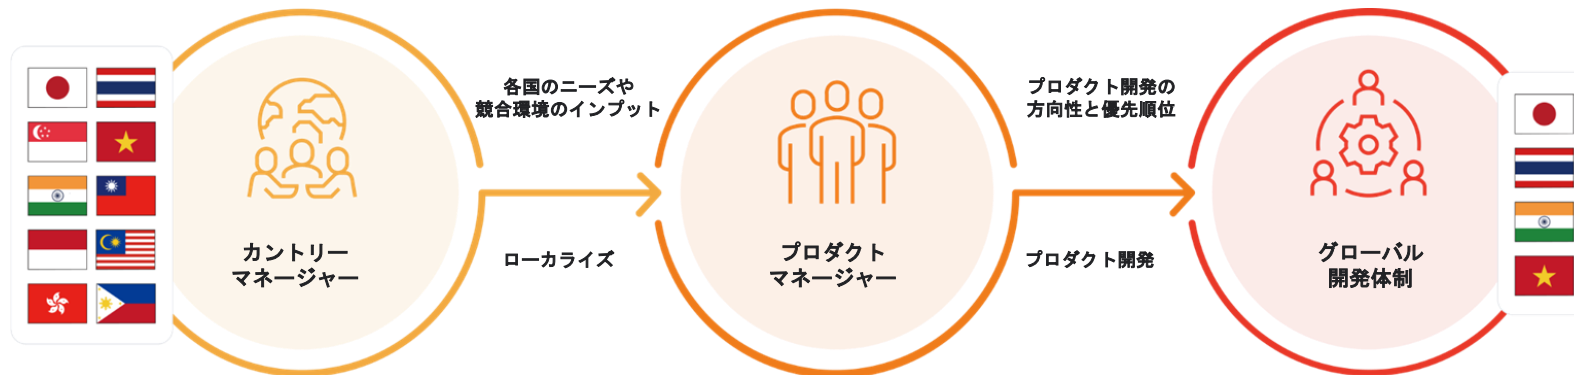 カントリー
マネージャー
各国のニーズや
競合環境のインプット
ローカライズ
プロダクト
マネージャー
プロダクト開発の
方向性と優先順位
プロダクト開発
グローバル
開発体制